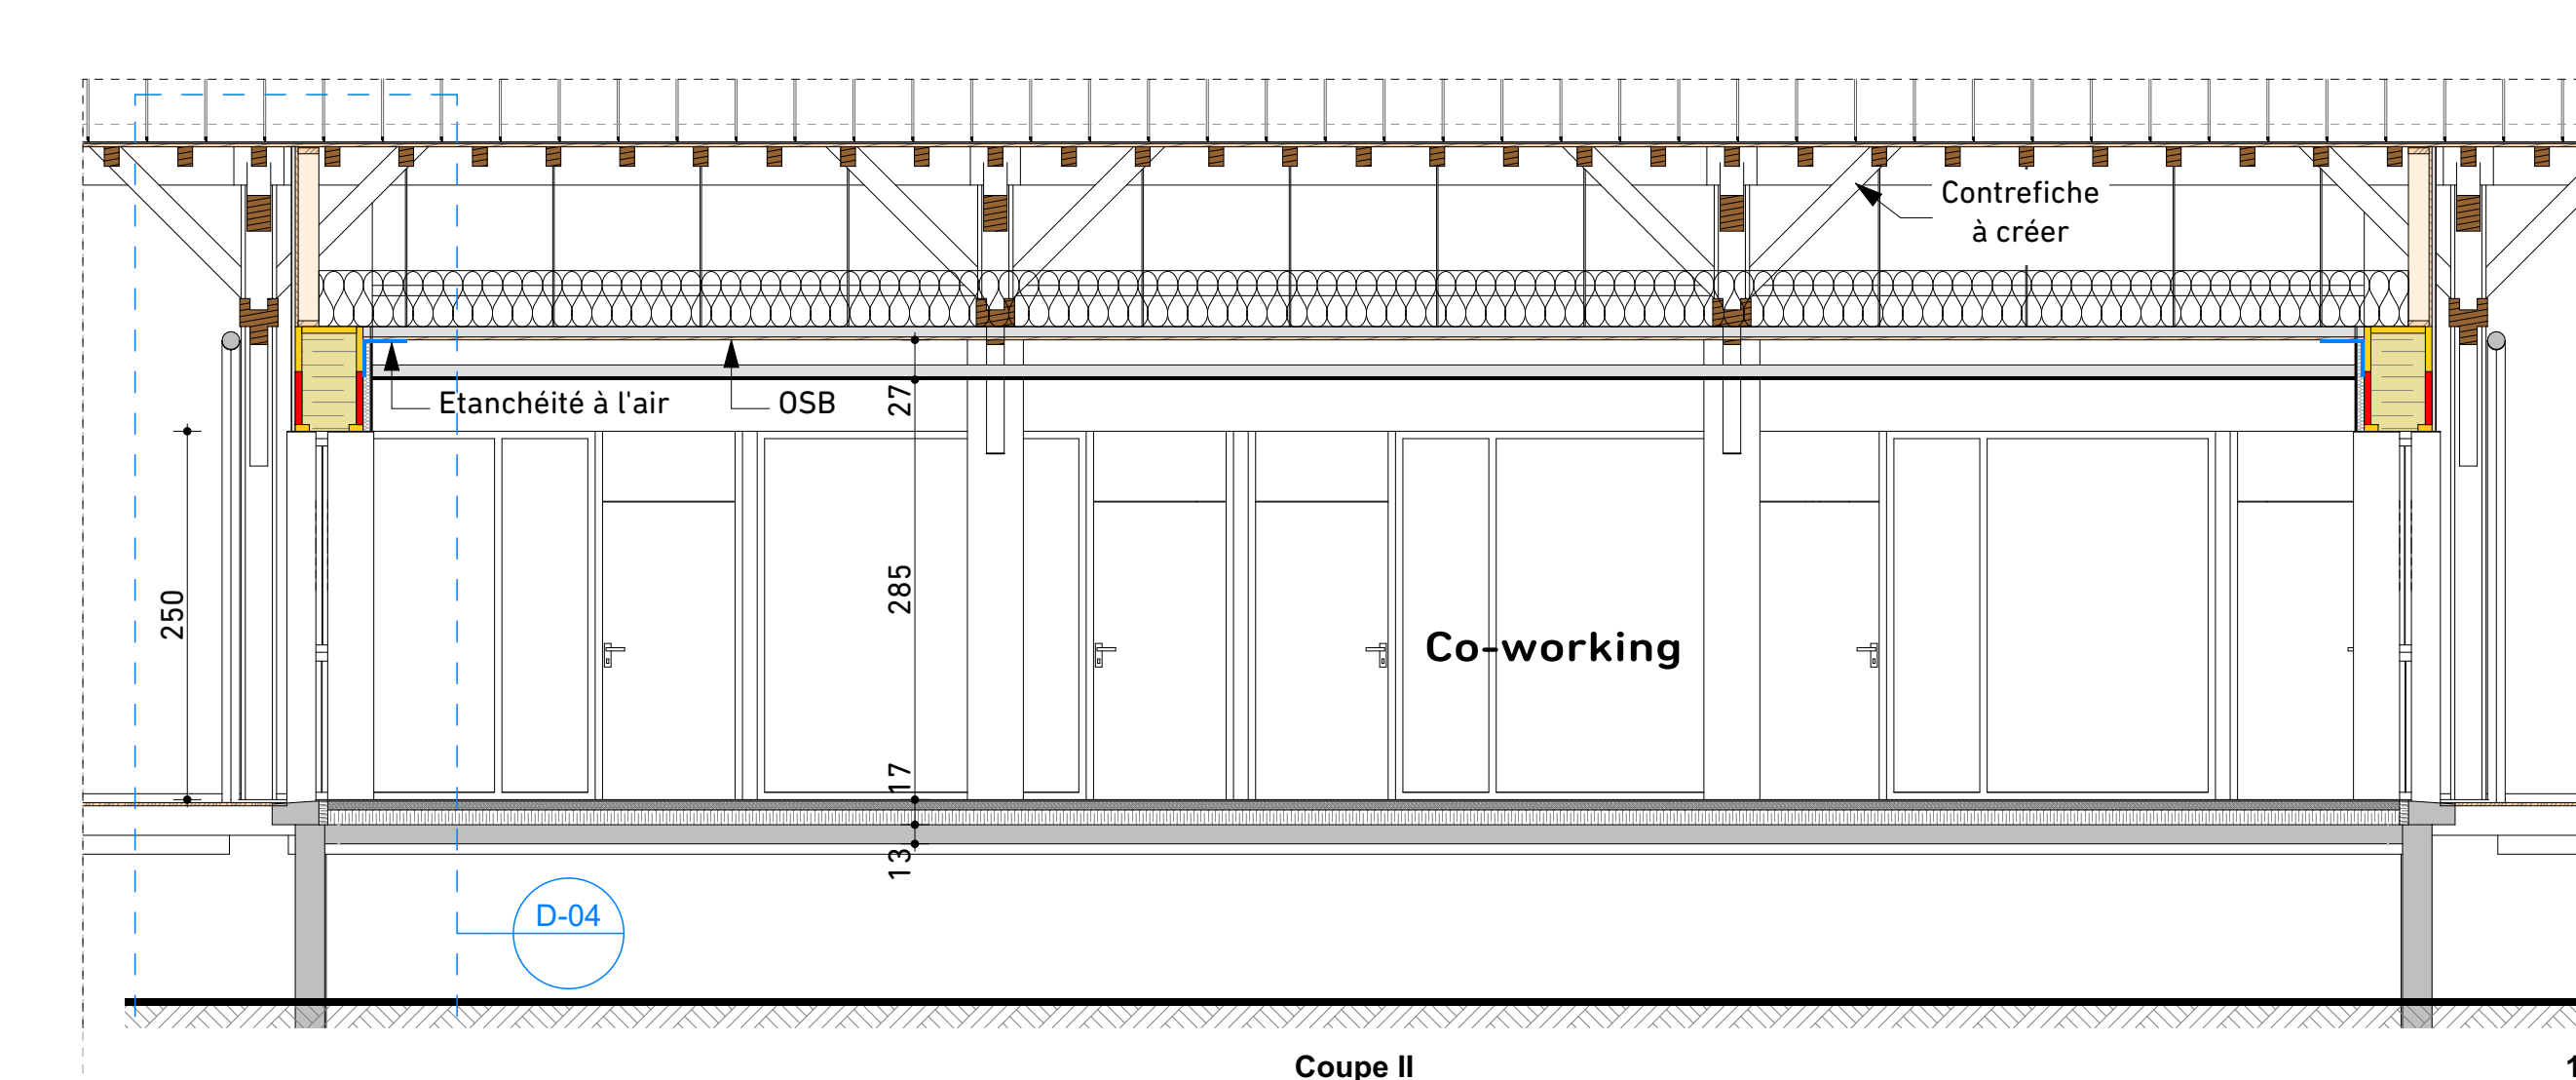 Contrefiche
à créer
Etanchéité à l'air
OSB
27
250
285
Co-working
17
13
D-04
Coupe II